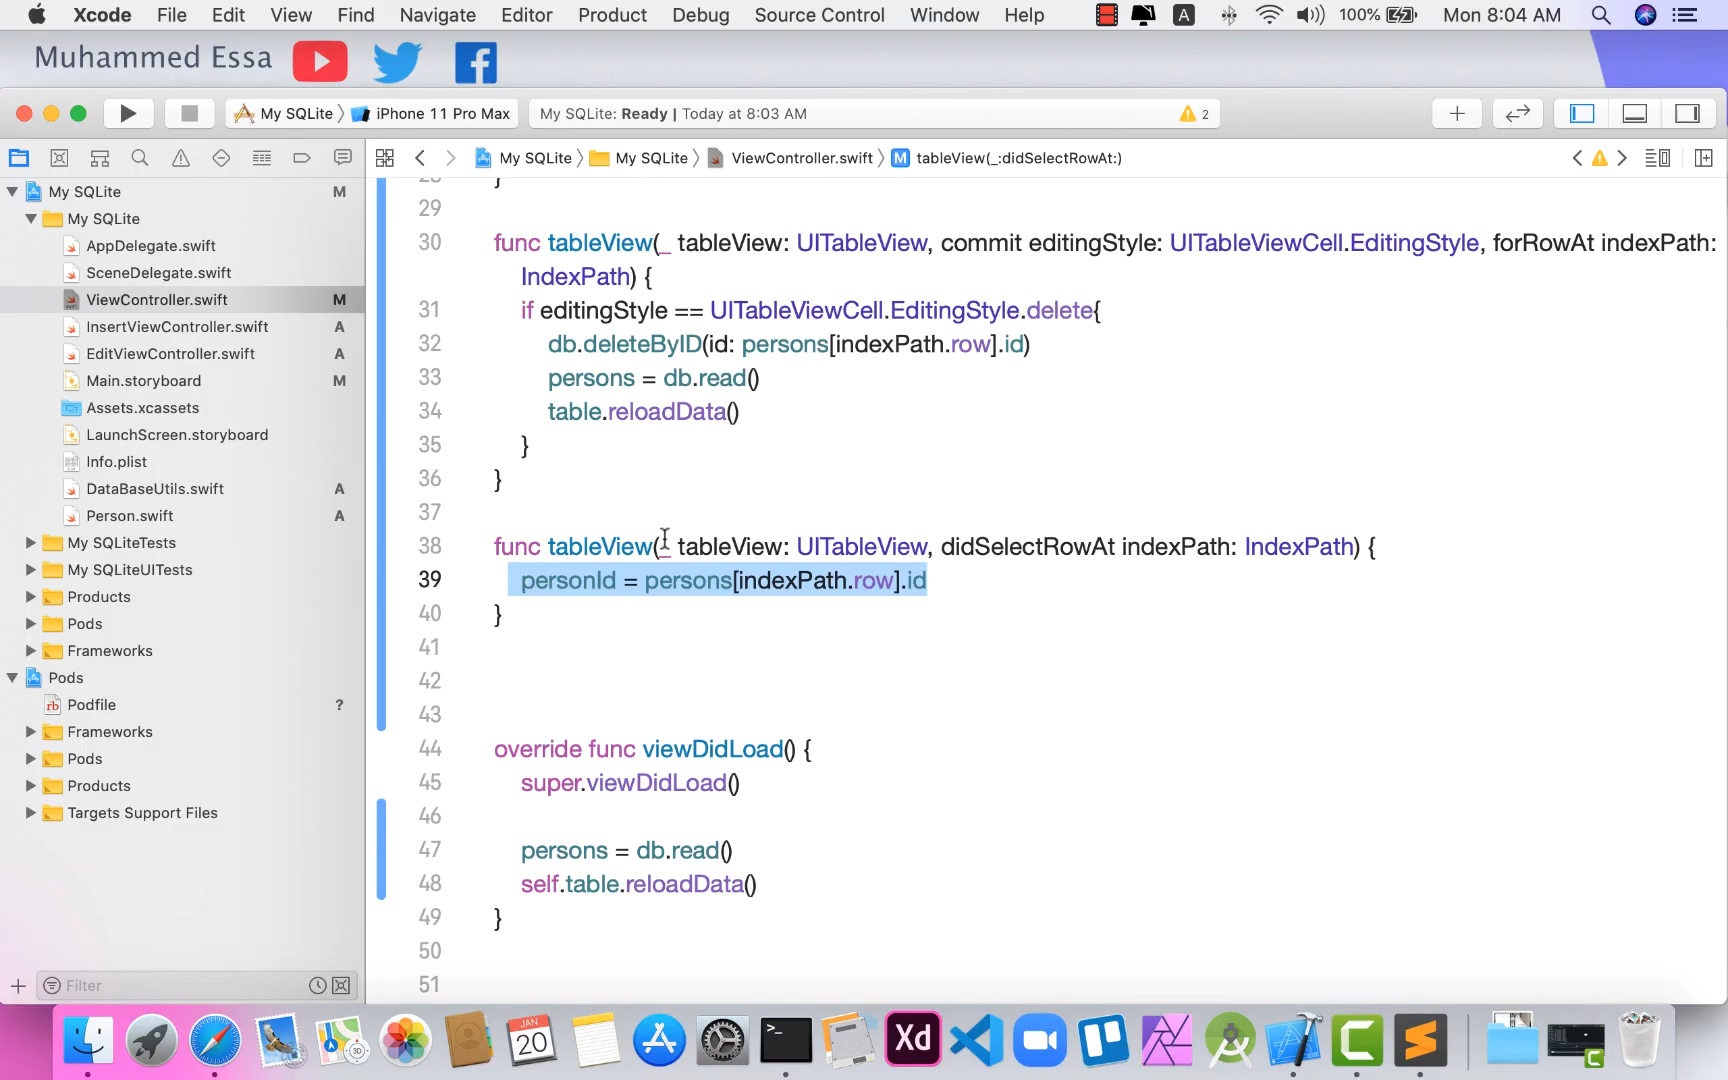 Xcode File Edit View Find Navigate Editor Product Debug Source Control Window Help A 100% Mon 8:04 AM
Muhammed Essa
My SQLite iPhone 11 Pro Max My SQLite: Ready | Today at 8:03 AM 2
My SQLite My SQLite ViewController.swift M tableView(_:didSelectRowAt:)
My SQLite M
My SQLite
AppDelegate.swift
SceneDelegate.swift
ViewController.swift M
InsertViewController.swift A
EditViewController.swift A
Main.storyboard M
Assets.xcassets
LaunchScreen.storyboard
Info.plist
DataBaseUtils.swift A
Person.swift A
My SQLiteTests
My SQLiteUITests
Products
Pods
Frameworks
Pods
rb Podfile ?
Frameworks
Pods
Products
Targets Support Files
Filter
}
29
30 func tableView(_ tableView: UITableView, commit editingStyle: UITableViewCell.EditingStyle, forRowAt indexPath:
IndexPath) {
31 if editingStyle == UITableViewCell.EditingStyle.delete{
32 db.deleteByID(id: persons[indexPath.row].id)
33 persons = db.read()
34 table.reloadData()
35 }
36 }
37
38 func tableView(_ tableView: UITableView, didSelectRowAt indexPath: IndexPath) {
39 personId = persons[indexPath.row].id
40 }
41
42
43
44 override func viewDidLoad() {
45 super.viewDidLoad()
46
47 persons = db.read()
48 self.table.reloadData()
49 }
50
51
JAN
20
Xd